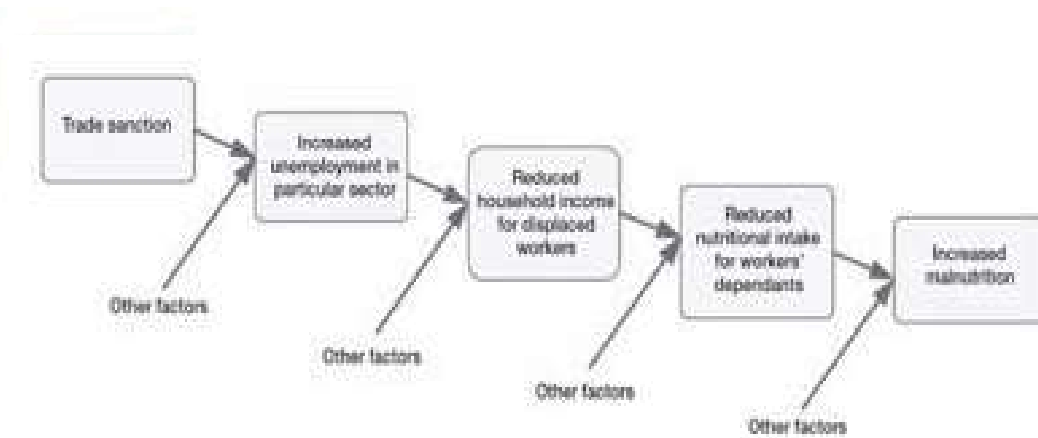 Trade sanction
Increased
unemployment in
particular sector
Reduced
household income
for displaced
workers
Reduced
nutritional intake
for workers'
dependants
Increased
malnutrition
Other factors
Other factors
Other factors
Other factors